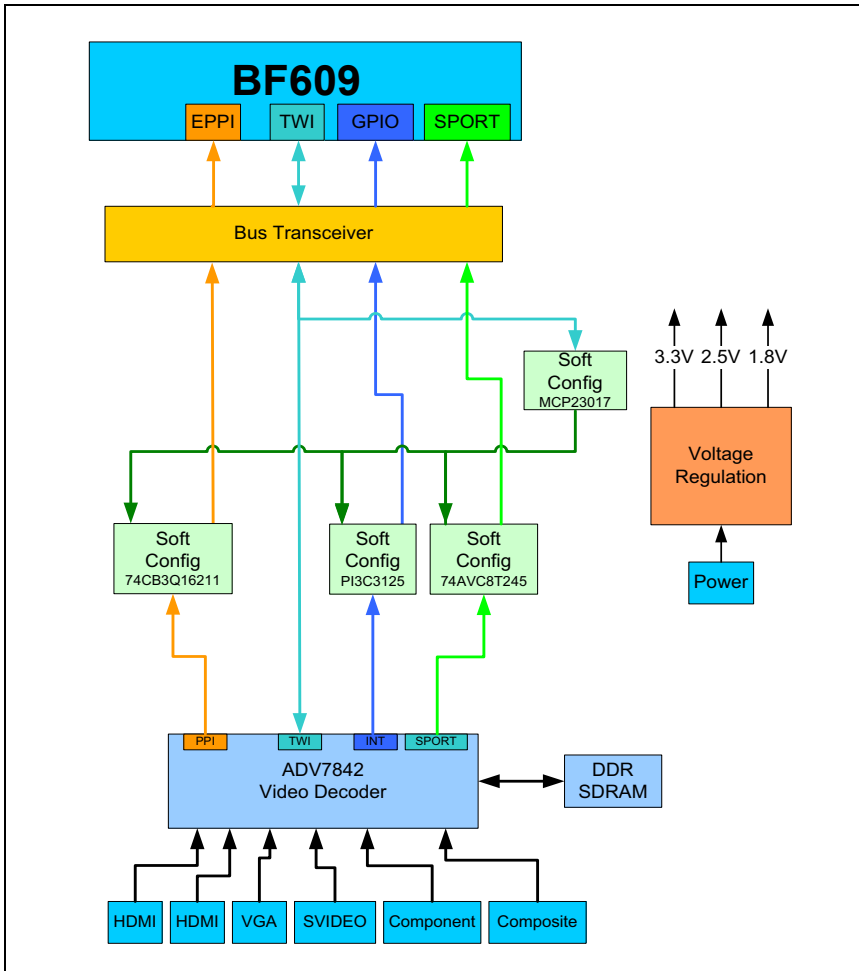 BF609
EPPI
TWI
GPIO
SPORT
Bus Transceiver
3.3V
2.5V
1.8V
Soft
Config
MCP23017
Voltage
Regulation
Soft
Config
74CB3Q16211
Soft
Config
PI3C3125
Soft
Config
74AVC8T245
Power
PPI
TWI
INT
SPORT
ADV7842
Video Decoder
DDR
SDRAM
HDMI
HDMI
VGA
SVIDEO
Component
Composite